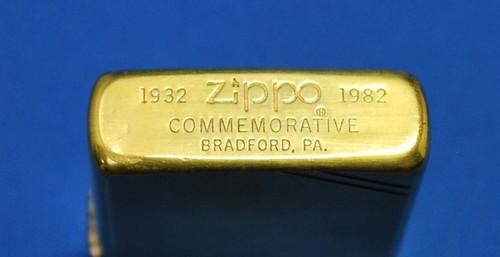 1932 Zippo® 1982
COMMEMORATIVE
BRADFORD, PA.